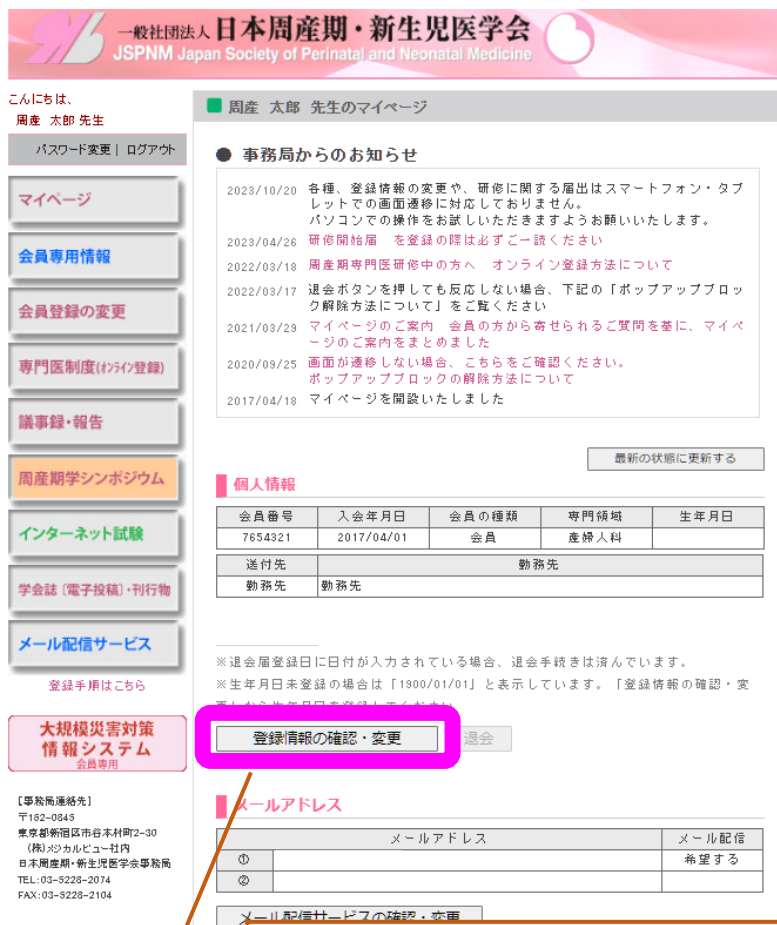 一般社団法人 日本周産期・新生児医学会
JSPNM Japan Society of Perinatal and Neonatal Medicine
こんにちは、
周産 太郎 先生
パスワード変更| ログアウト
マイページ
会員専用情報
会員登録の変更
専門医制度(オンライン登録)
議事録・報告
周産期学シンポジウム
インターネット試験
学会誌〔電子投稿〕・刊行物
メール配信サービス
登録手順はこちら
大規模災害対策
情報システム
会員専用
【事務局連絡先】
〒162-0845
東京都新宿区市谷本村町2-30
(株)メジカルビュー社内
日本周産期・新生児医学会事務局
TEL:03-5228-2074
FAX:03-5228-2104
周産 太郎 先生のマイページ
● 事務局からのお知らせ
2023/10/20 各種、登録情報の変更や、研修に関する届出はスマートフォン・タブ
レットでの画面遷移に対応しておりま
せん。
パソコンでの操作をお試しいただきますようお願いいたします。
2023/04/26 研修開始届 を登録の際は必ずご一読ください
2022/03/18 周産期専門医研修中の方へ オンライン登録方法について
2022/03/17 退会ボタンを押しても反応しない場合、下記の「ポップアップブロッ
ク解除方法について」をご覧ください
2021/03/29 マイページのご案内 会員の方から寄せられるご質問を基に、マイペ
ージのご案内をまとめました
2020/09/25 画面が遷移しない場合、こちらをご確認ください。
ポップアップブロックの解除方法について
2017/04/18 マイページを開設いたしました
最新の状態に更新する
個人情報
会員番号 入会年月日 会員の種類 専門領域 生年月日
7654321 2017/04/01 会員 産婦人科
送付先 勤務先
勤務先 勤務先
※退会届登録日に日付が入力されている場合、退会手続きは済んでいます。
※生年月日未登録の場合は「1900/01/01」と表示しています。「登録情報の確認・変
登録情報の確認・変更 退会
メールアドレス
メールアドレス メール配信
① 希望する
②
メール配信サービスの確認・変更